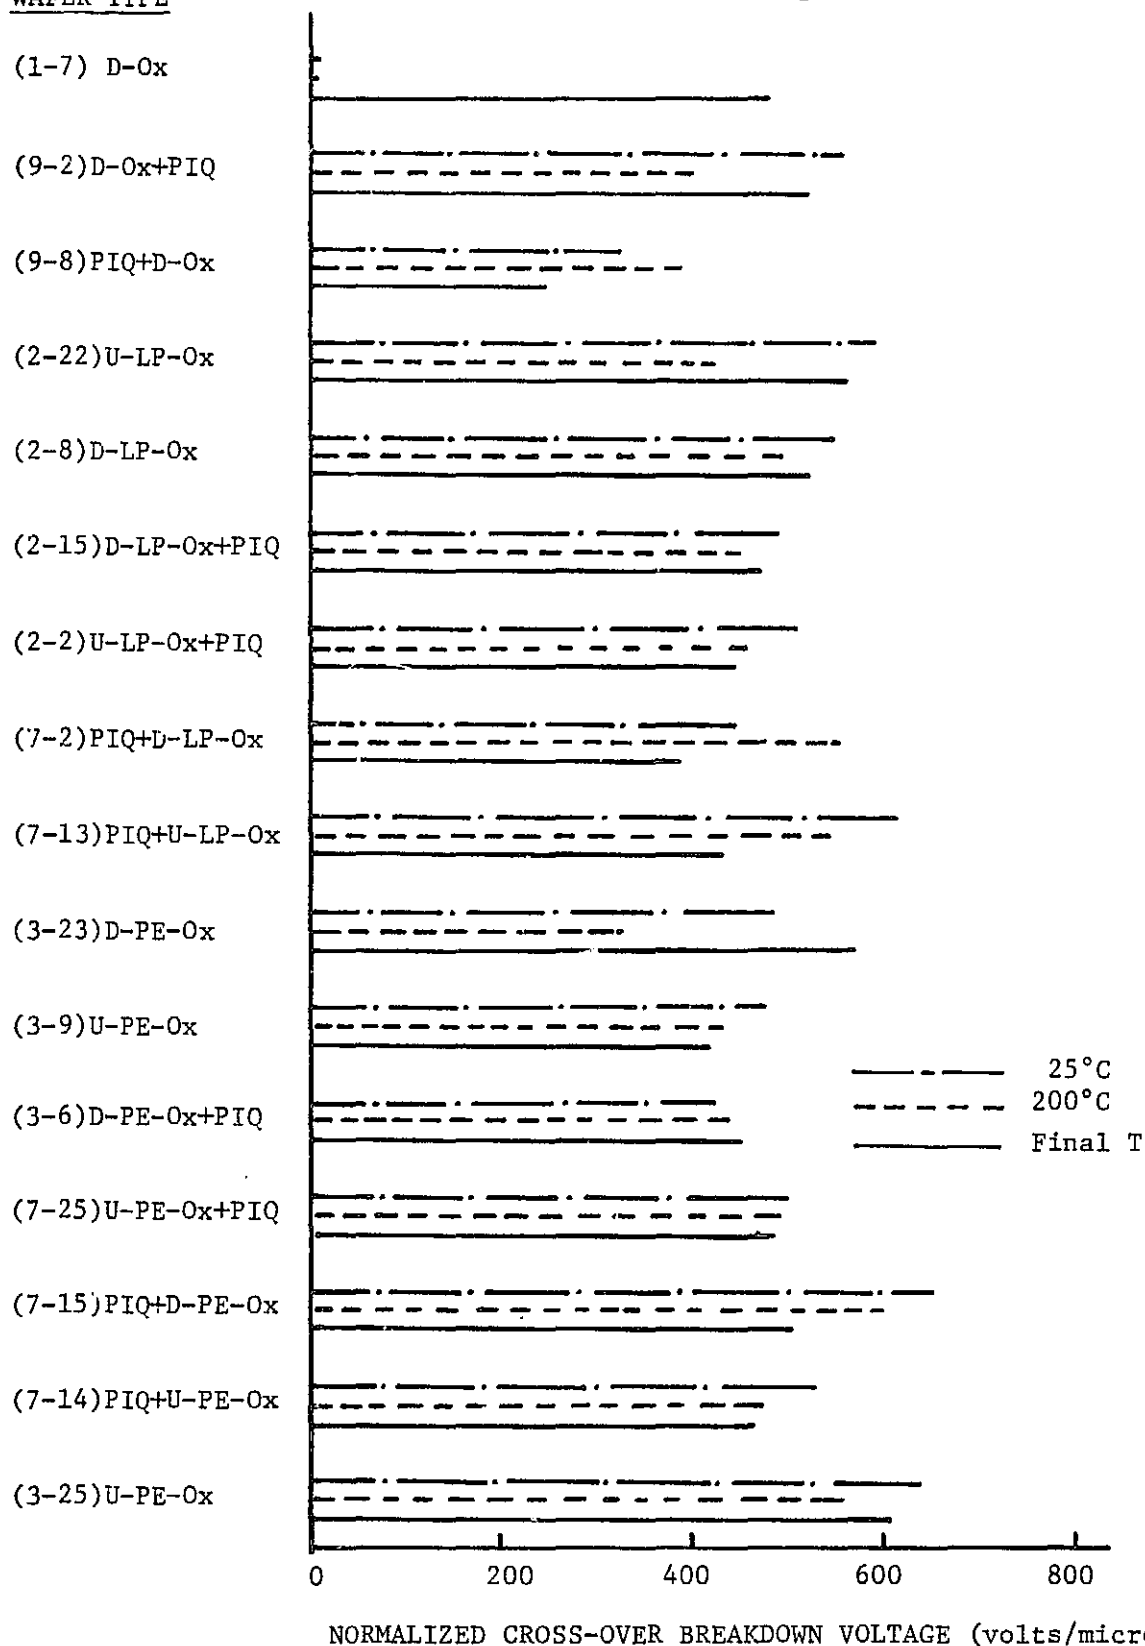 WAFER TYPE
(1-7) D-Ox
(9-2)D-Ox+PIQ
(9-8)PIQ+D-Ox
(2-22)U-LP-Ox
(2-8)D-LP-Ox
(2-15)D-LP-Ox+PIQ
(2-2)U-LP-Ox+PIQ
(7-2)PIQ+D-LP-Ox
(7-13)PIQ+U-LP-Ox
(3-23)D-PE-Ox
(3-9)U-PE-Ox
25°C
200°C
Final T
(3-6)D-PE-Ox+PIQ
(7-25)U-PE-Ox+PIQ
(7-15)PIQ+D-PE-Ox
(7-14)PIQ+U-PE-Ox
(3-25)U-PE-Ox
0 200 400 600 800
NORMALIZED CROSS-OVER BREAKDOWN VOLTAGE (volts/micr